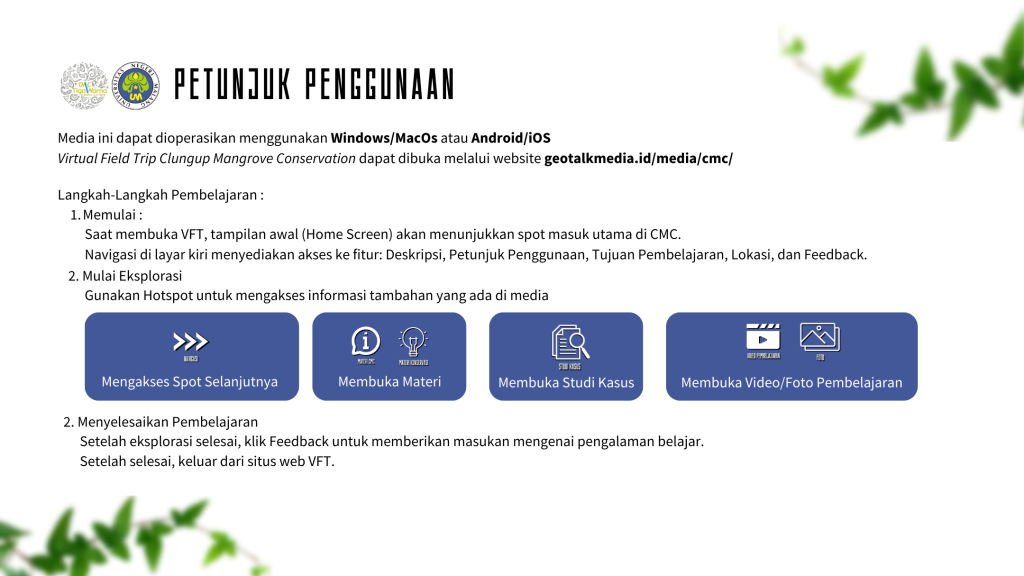 UNIVERSITAS NEGERI MALANG
UM
PETUNJUK PENGGUNAAN
Media ini dapat dioperasikan menggunakan Windows/MacOs atau Android/iOS
Virtual Field Trip Clungup Mangrove Conservation dapat dibuka melalui website geotalkmedia.id/media/cmc/
Langkah-Langkah Pembelajaran :
1. Memulai :
Saat membuka VFT, tampilan awal (Home Screen) akan menunjukkan spot masuk utama di CMC.
Navigasi di layar kiri menyediakan akses ke fitur: Deskripsi, Petunjuk Penggunaan, Tujuan Pembelajaran, Lokasi, dan Feedback.
2. Mulai Eksplorasi
Gunakan Hotspot untuk mengakses informasi tambahan yang ada di media
NAVIGASI
Mengakses Spot Selanjutnya
MATERI CMC
MATERI KONSERVASI
Membuka Materi
STUDI KASUS
Membuka Studi Kasus
VIDEO PEMBELAJARAN
FOTO
Membuka Video/Foto Pembelajaran
2. Menyelesaikan Pembelajaran
Setelah eksplorasi selesai, klik Feedback untuk memberikan masukan mengenai pengalaman belajar.
Setelah selesai, keluar dari situs web VFT.